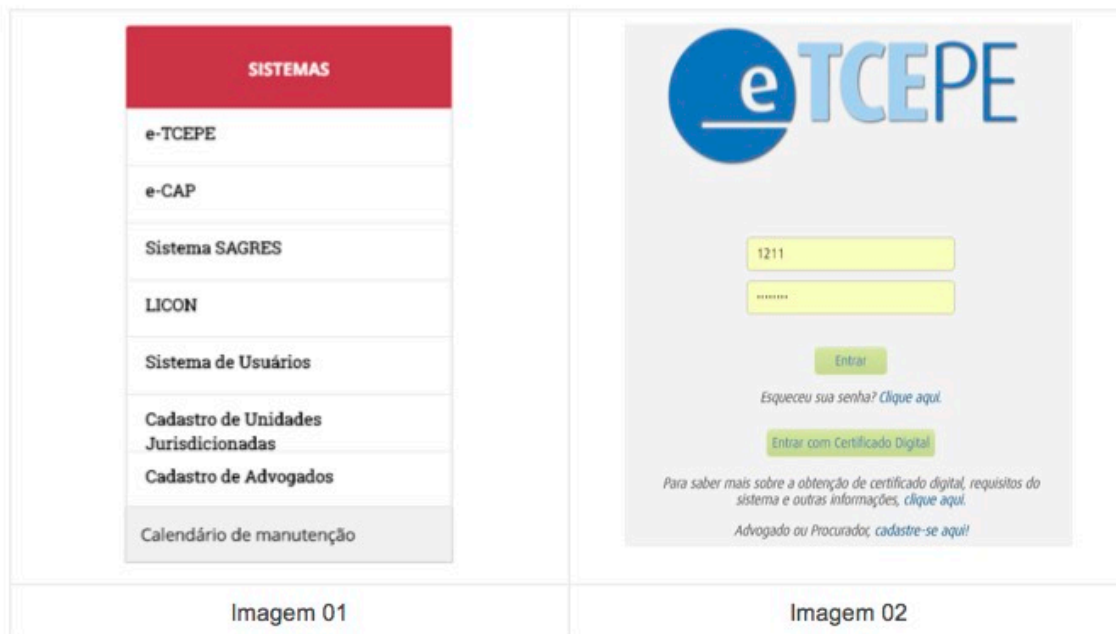 SISTEMAS
e-TCEPE
e-CAP
Sistema SAGRES
LICON
Sistema de Usuários
Cadastro de Unidades
Jurisdicionadas
Cadastro de Advogados
Calendário de manutenção
Imagem 01
eTCEPE
1211
••••••••
Entrar
Esqueceu sua senha? Clique aqui.
Entrar com Certificado Digital
Para saber mais sobre a obtenção de certificado digital, requisitos do
sistema e outras informações, clique aqui.
Advogado ou Procurador, cadastre-se aqui!
Imagem 02